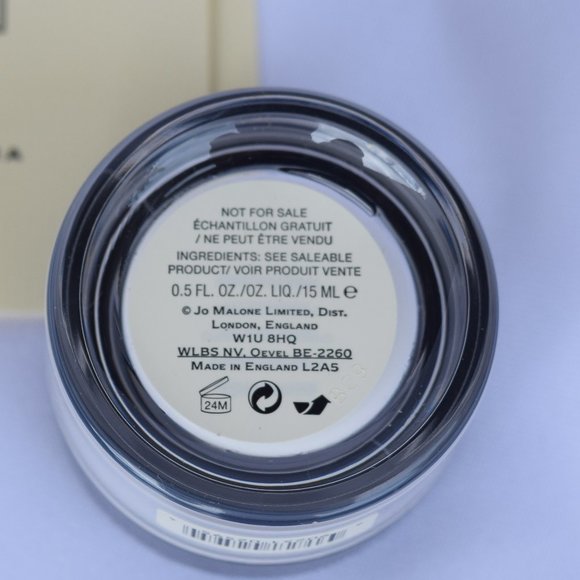 NOT FOR SALE
ÉCHANTILLON GRATUIT
/ NE PEUT ÊTRE VENDU
INGREDIENTS: SEE SALEABLE
PRODUCT/ VOIR PRODUIT VENTE
0.5 FL. OZ./OZ. LIQ./15 ML ℮
© JO MALONE LIMITED, DIST.
LONDON, ENGLAND
W1U 8HQ
WLBS NV, OEVEL BE-2260
MADE IN ENGLAND L2A5
24M